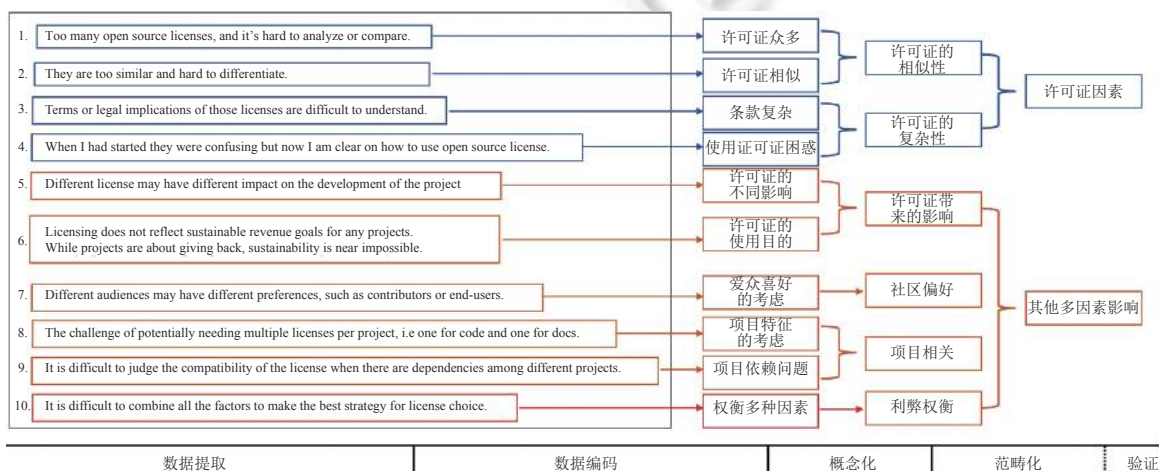 1. Too many open source licenses, and it's hard to analyze or compare.
许可证众多
2. They are too similar and hard to differentiate.
许可证相似
许可证的
相似性
3. Terms or legal implications of those licenses are difficult to understand.
条款复杂
许可证因素
4. When I had started they were confusing but now I am clear on how to use open source license.
使用证可证困惑
许可证的
复杂性
5. Different license may have different impact on the development of the project
许可证的
不同影响
6. Licensing does not reflect sustainable revenue goals for any projects.
While projects are about giving back, sustainability is near impossible.
许可证的
使用目的
许可证带
来的影响
7. Different audiences may have different preferences, such as contributors or end-users.
爱众喜好
的考虑
社区偏好
其他多因素影响
8. The challenge of potentially needing multiple licenses per project, i.e one for code and one for docs.
项目特征
的考虑
9. It is difficult to judge the compatibility of the license when there are dependencies among different projects.
项目依赖问题
项目相关
10. It is difficult to combine all the factors to make the best strategy for license choice.
权衡多种因素
利弊权衡
数据提取 数据编码 概念化 范畴化 验证